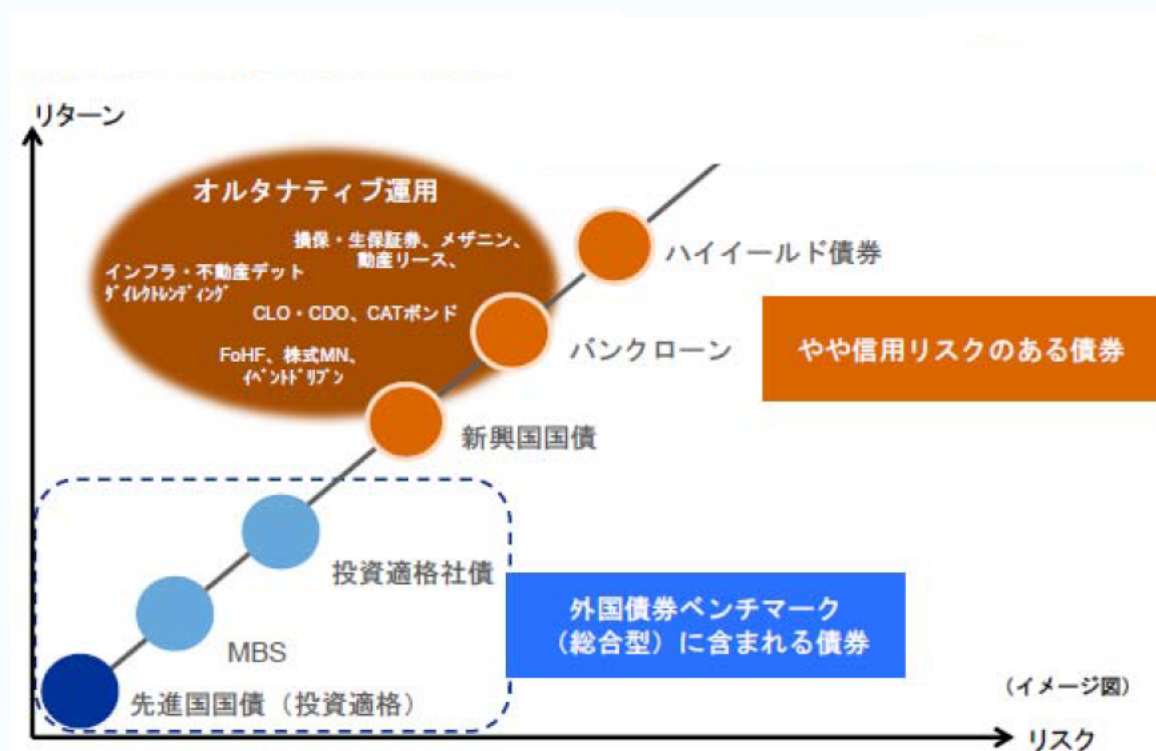 リターン
オルタナティブ運用
損保・生保証券、メザニン、
動産リース、
インフラ・不動産デット
ﾀﾞｲﾚｸﾄﾚﾝﾃﾞｨﾝｸﾞ
CLO・CDO、CATボンド
FoHF、株式MN、
ｲﾍﾞﾝﾄﾄﾞﾘﾌﾞﾝ
ハイイールド債券
バンクローン
やや信用リスクのある債券
新興国国債
投資適格社債
外国債券ベンチマーク
（総合型）に含まれる債券
MBS
先進国国債（投資適格）
（イメージ図）
リスク